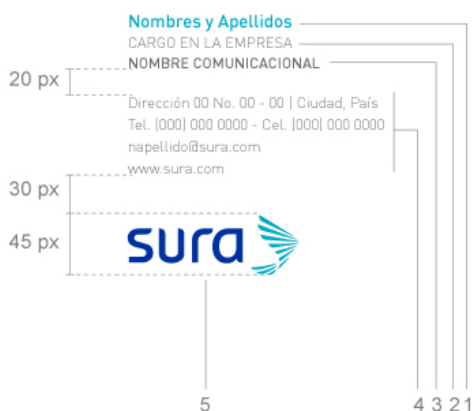 Nombres y Apellidos
CARGO EN LA EMPRESA
NOMBRE COMUNICACIONAL
20 px
Dirección 00 No. 00 - 00 | Ciudad, País
Tel. (000) 000 0000 - Cel. (000) 000 0000
napellido@sura.com
www.sura.com
30 px
45 px
sura
5 4 3 2 1